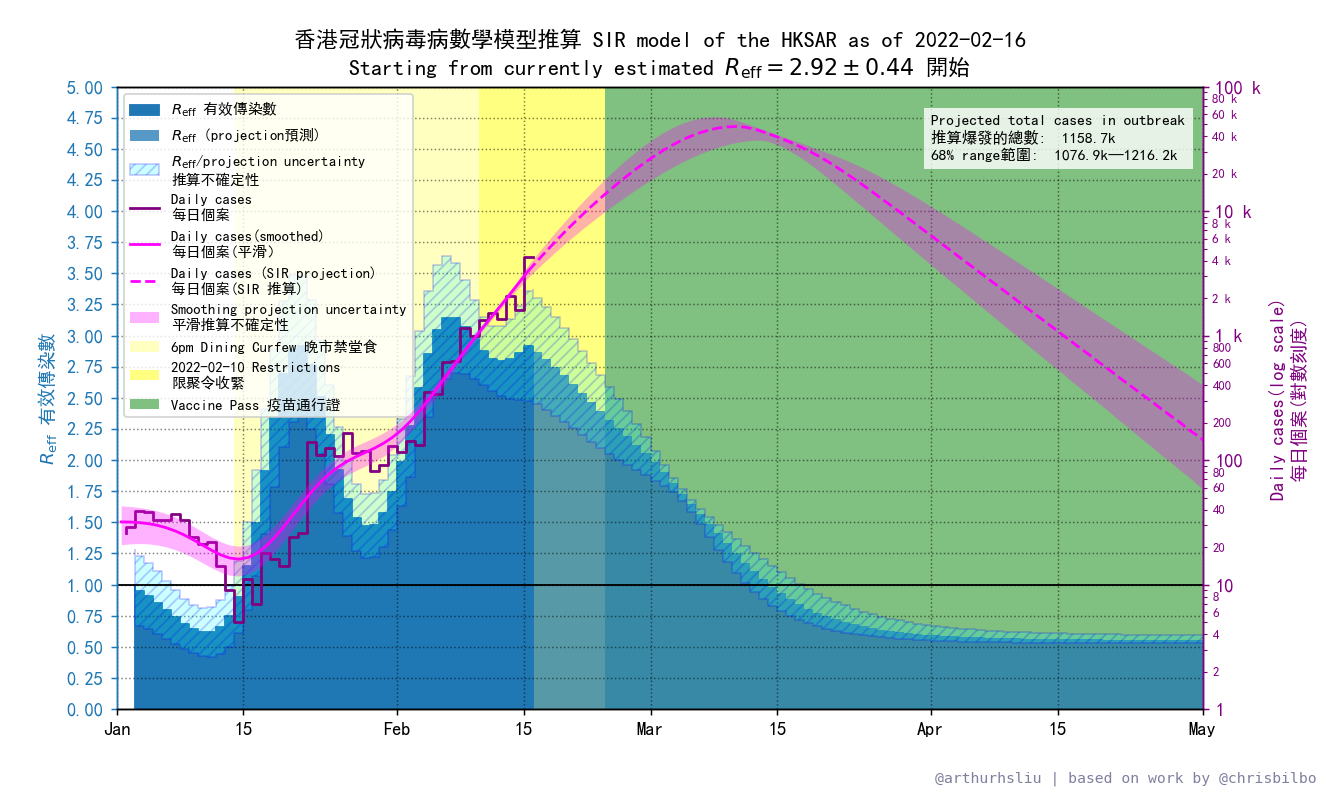 香港冠狀病毒病數學模型推算 SIR model of the HKSAR as of 2022-02-16
Starting from currently estimated R_eff = 2.92 ± 0.44 開始
R_eff 有效傳染數
R_eff (projection預測)
R_eff/projection uncertainty
推算不確定性
Daily cases
每日個案
Daily cases(smoothed)
每日個案(平滑)
Daily cases (SIR projection)
每日個案(SIR 推算)
Smoothing projection uncertainty
平滑推算不確定性
6pm Dining Curfew 晚市禁堂食
2022-02-10 Restrictions
限聚令收緊
Vaccine Pass 疫苗通行證
Projected total cases in outbreak
推算爆發的總數: 1158.7k
68% range範圍: 1076.9k—1216.2k
R_eff 有效傳染數
5.00
4.75
4.50
4.25
4.00
3.75
3.50
3.25
3.00
2.75
2.50
2.25
2.00
1.75
1.50
1.25
1.00
0.75
0.50
0.25
0.00
100 k
80 k
60 k
40 k
20 k
10 k
8 k
6 k
4 k
2 k
1 k
800
600
400
200
100
80
60
40
20
10
8
6
4
2
1
Daily cases(log scale)
每日個案(對數刻度)
Jan 15 Feb 15 Mar 15 Apr 15 May
@arthurhsliu | based on work by @chrisbilbo